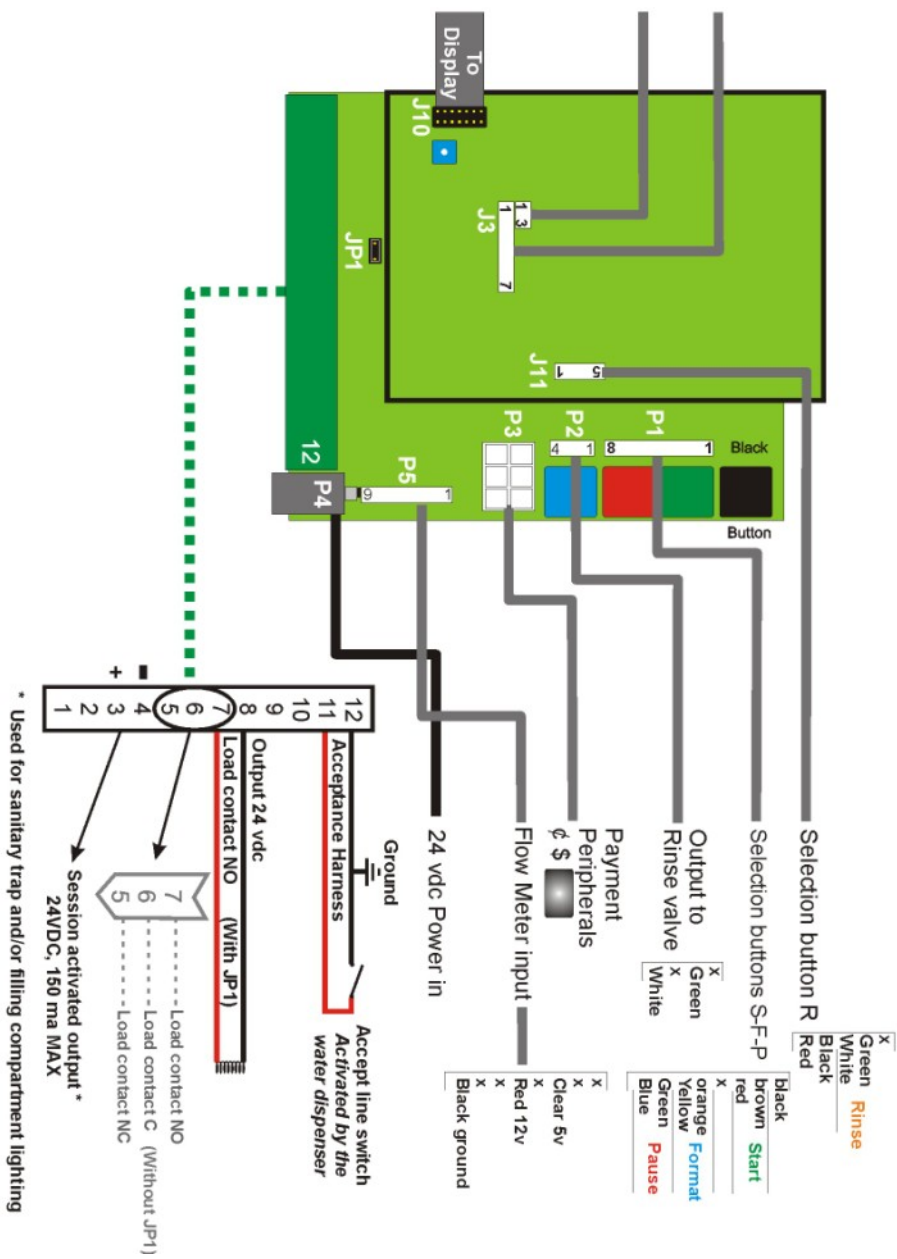 x
Green
White
Black
Red
Rinse
Selection button R
black
brown
red
x
orange
Yellow
Green
Blue
Start
Format
Pause
Selection buttons S-F-P
Output to
Rinse valve
x
Green
x
White
Payment
Peripherals
¢ $
Flow Meter input
x
x
Clear 5v
x
Red 12v
x
x
Black ground
24 vdc Power in
To
Display
J10
JP1
J3
1 3
1
7
J11
1
5
Black
Button
P1
8
1
P2
4
1
P3
P5
9
1
P4
12
Ground
Accept line switch
Activated by the
water dispenser
12
11
10
9
8
7
6
5
4
3
2
1
-
+
Acceptance Harness
Output 24 vdc
Load contact NO (With JP1)
7
6
5
Load contact NO
Load contact C (Without JP1)
Load contact NC
Session activated output *
24VDC, 150 ma MAX
* Used for sanitary trap and/or filling compartment lighting